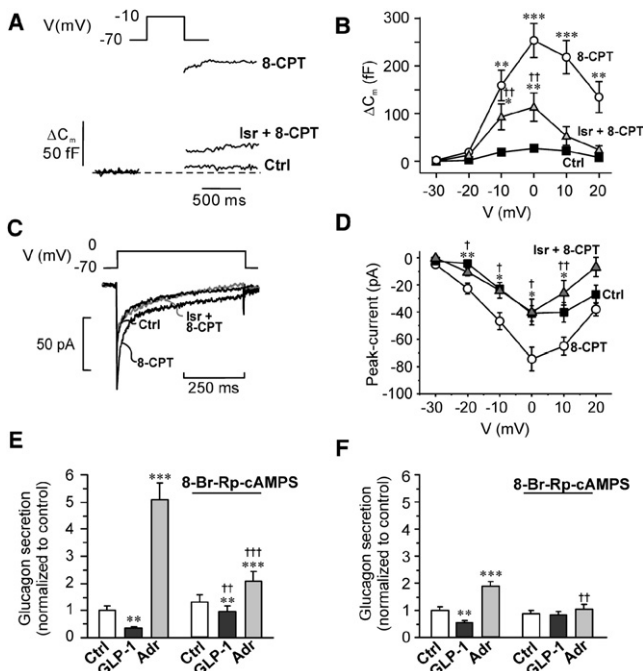 A
V(mV)
-10
-70
8-CPT
ΔCm
50 fF
Isr + 8-CPT
Ctrl
500 ms
B
ΔCm (fF)
300
200
100
0
***
***
8-CPT
**
**
††
*
††
**
Isr + 8-CPT
Ctrl
-30 -20 -10 0 10 20
V (mV)
C
V (mV)
0
-70
50 pA
Ctrl
Isr +
8-CPT
8-CPT
250 ms
D
Peak-current (pA)
0
-20
-40
-60
-80
-100
†
**
†
*
†
*
††
*
Isr + 8-CPT
Ctrl
8-CPT
-30 -20 -10 0 10 20
V (mV)
E
Glucagon secretion
(normalized to control)
6
5
4
3
2
1
0
**
***
8-Br-Rp-cAMPS
††
**
†††
***
Ctrl GLP-1 Adr Ctrl GLP-1 Adr
F
Glucagon secretion
(normalized to control)
6
5
4
3
2
1
0
**
***
8-Br-Rp-cAMPS
††
Ctrl GLP-1 Adr Ctrl GLP-1 Adr